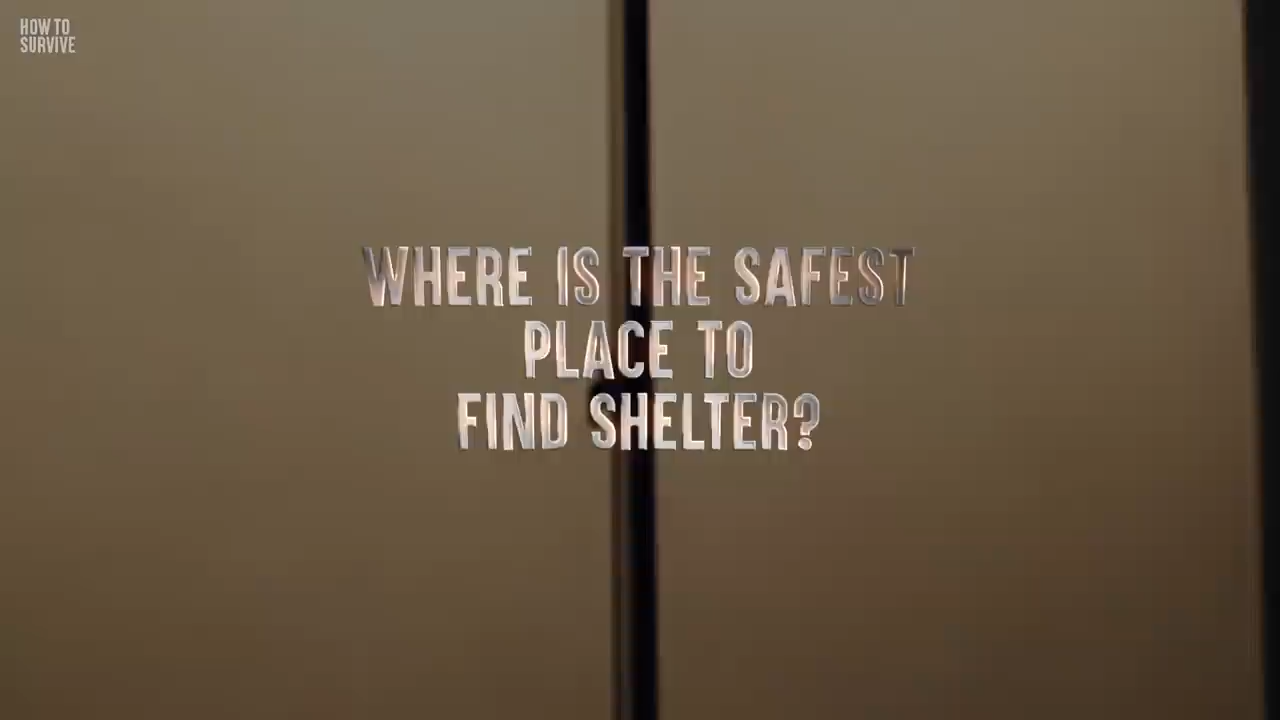 HOW TO
SURVIVE
WHERE IS THE SAFEST
PLACE TO
FIND SHELTER?